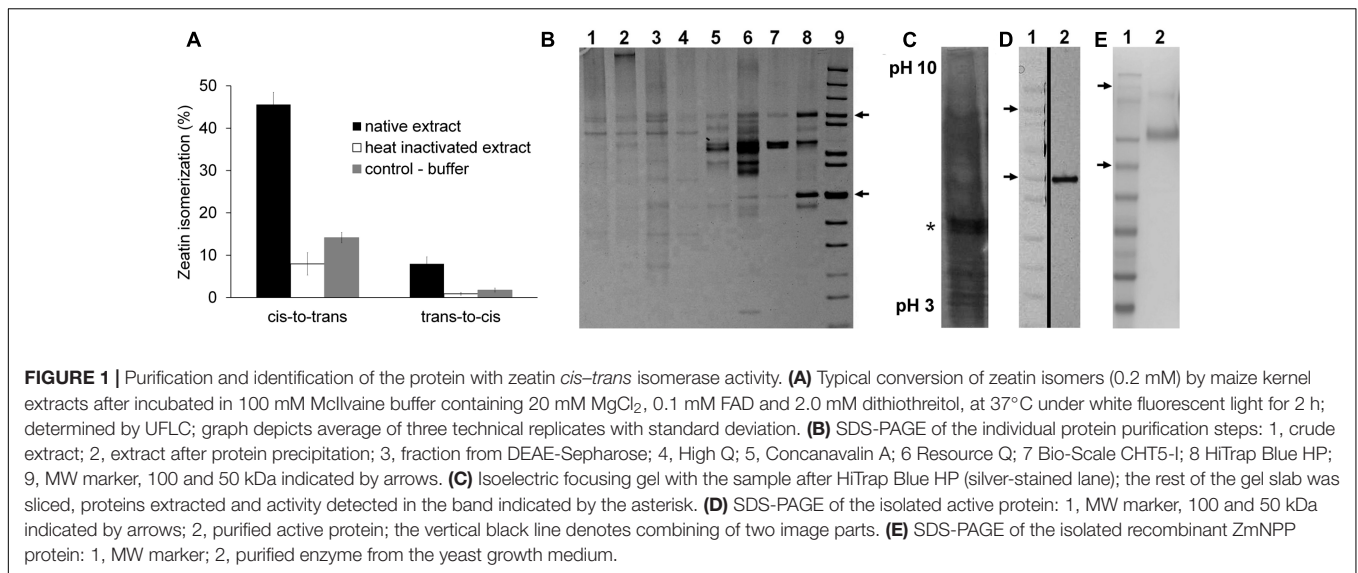 A
Zeatin isomerization (%)
50
40
30
20
10
0
native extract
heat inactivated extract
control - buffer
cis-to-trans
trans-to-cis
B
1 2 3 4 5 6 7 8 9
C
pH 10
*
pH 3
D
1 2
E
1 2
FIGURE 1 | Purification and identification of the protein with zeatin cis–trans isomerase activity. (A) Typical conversion of zeatin isomers (0.2 mM) by maize kernel
extracts after incubated in 100 mM McIlvaine buffer containing 20 mM MgCl₂, 0.1 mM FAD and 2.0 mM dithiothreitol, at 37°C under white fluorescent light for 2 h;
determined by UFLC; graph depicts average of three technical replicates with standard deviation. (B) SDS-PAGE of the individual protein purification steps: 1, crude
extract; 2, extract after protein precipitation; 3, fraction from DEAE-Sepharose; 4, High Q; 5, Concanavalin A; 6 Resource Q; 7 Bio-Scale CHT5-I; 8 HiTrap Blue HP;
9, MW marker, 100 and 50 kDa indicated by arrows. (C) Isoelectric focusing gel with the sample after HiTrap Blue HP (silver-stained lane); the rest of the gel slab was
sliced, proteins extracted and activity detected in the band indicated by the asterisk. (D) SDS-PAGE of the isolated active protein: 1, MW marker, 100 and 50 kDa
indicated by arrows; 2, purified active protein; the vertical black line denotes combining of two image parts. (E) SDS-PAGE of the isolated recombinant ZmNPP
protein: 1, MW marker; 2, purified enzyme from the yeast growth medium.